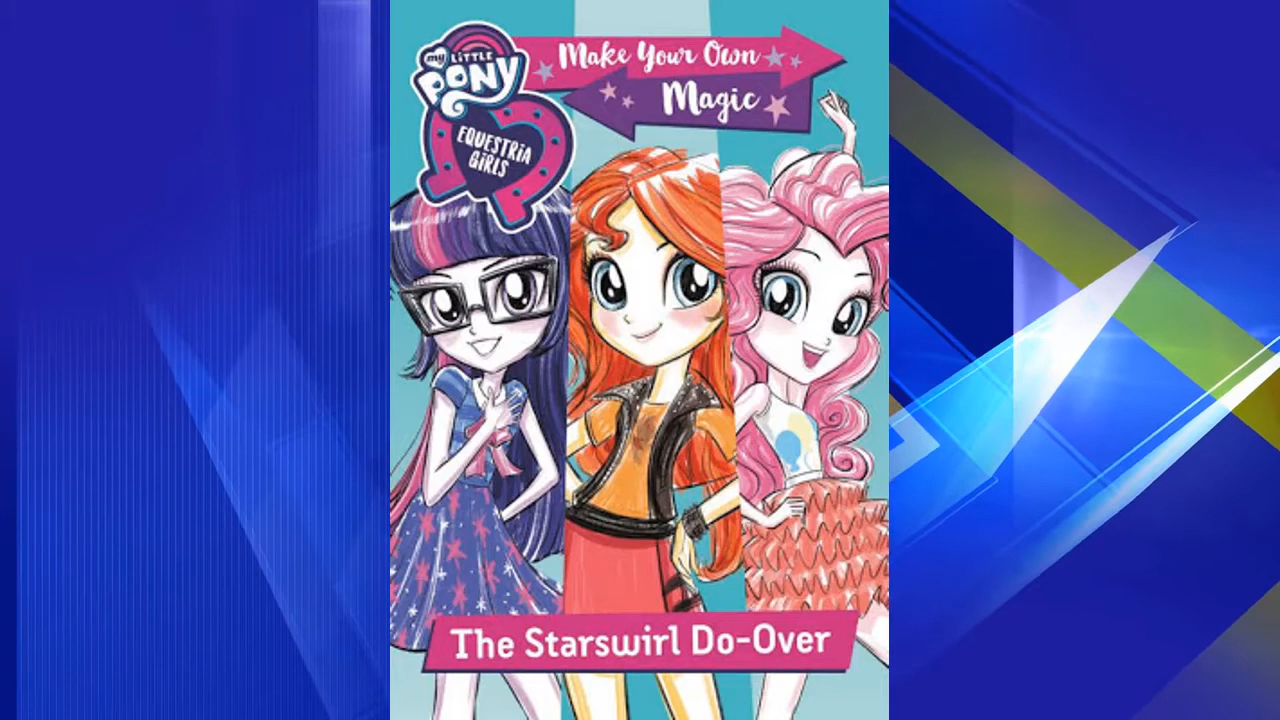 my LiTTLE
PONY
EQUESTRiA
GiRLS
Make Your Own
Magic
The Starswirl Do-Over